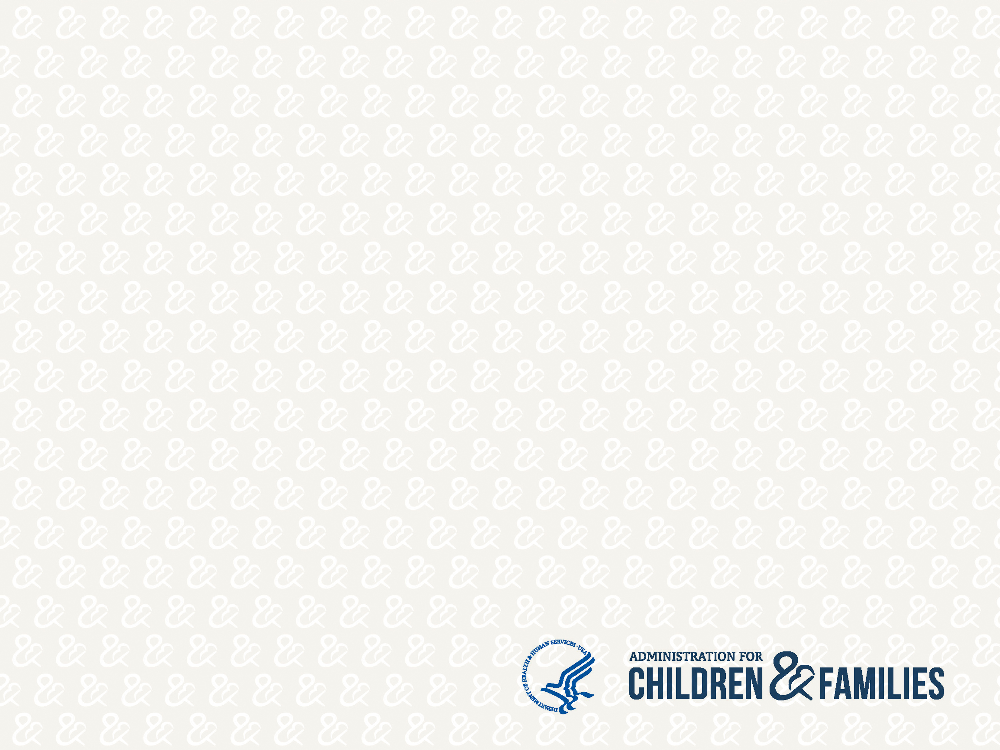 DEPARTMENT OF HEALTH & HUMAN SERVICES · USA
ADMINISTRATION FOR
CHILDREN & FAMILIES